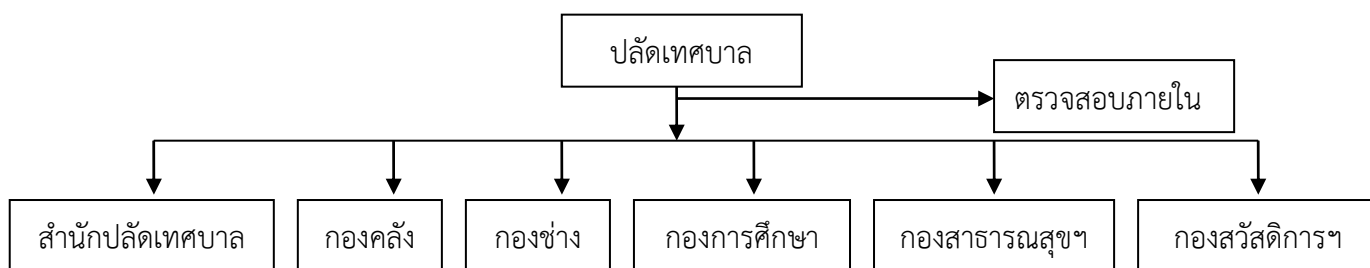 ปลัดเทศบาล
ตรวจสอบภายใน
สำนักปลัดเทศบาล
กองคลัง
กองช่าง
กองการศึกษา
กองสาธารณสุขฯ
กองสวัสดิการฯ